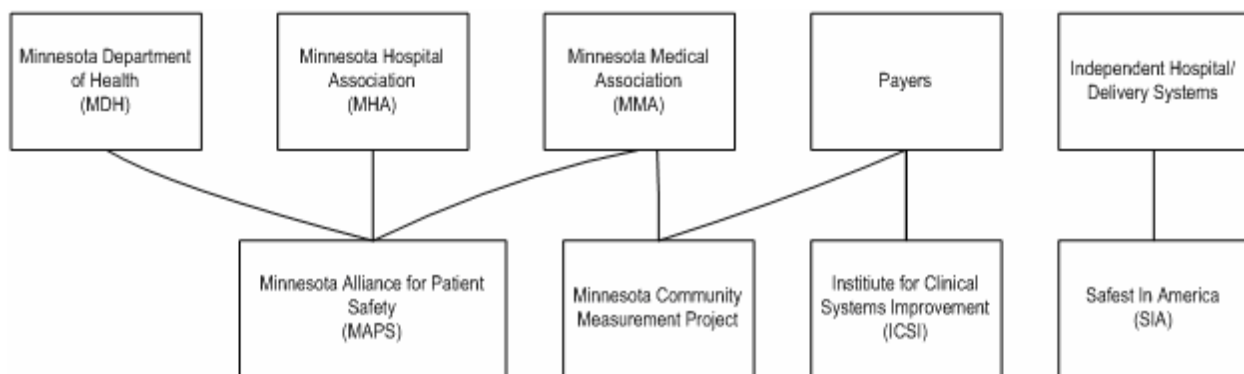 Minnesota Department
of Health
(MDH)
Minnesota Hospital
Association
(MHA)
Minnesota Medical
Association
(MMA)
Payers
Independent Hospital/
Delivery Systems
Minnesota Alliance for Patient
Safety
(MAPS)
Minnesota Community
Measurement Project
Institiute for Clinical
Systems Improvement
(ICSI)
Safest In America
(SIA)